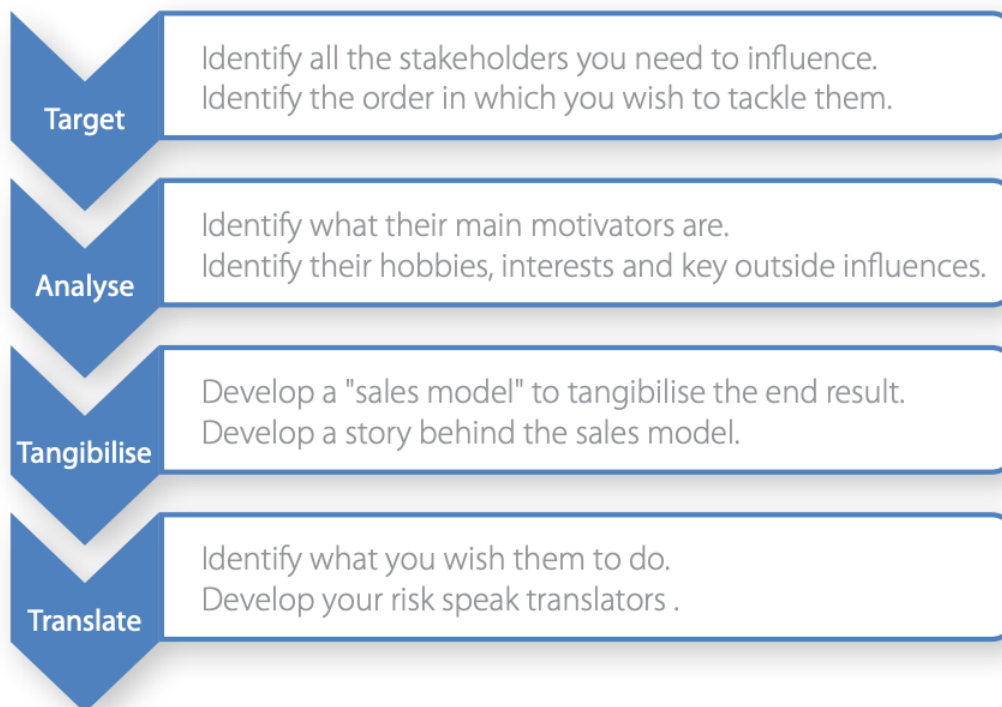 Target
Identify all the stakeholders you need to influence.
Identify the order in which you wish to tackle them.
Analyse
Identify what their main motivators are.
Identify their hobbies, interests and key outside influences.
Tangibilise
Develop a "sales model" to tangibilise the end result.
Develop a story behind the sales model.
Translate
Identify what you wish them to do.
Develop your risk speak translators .